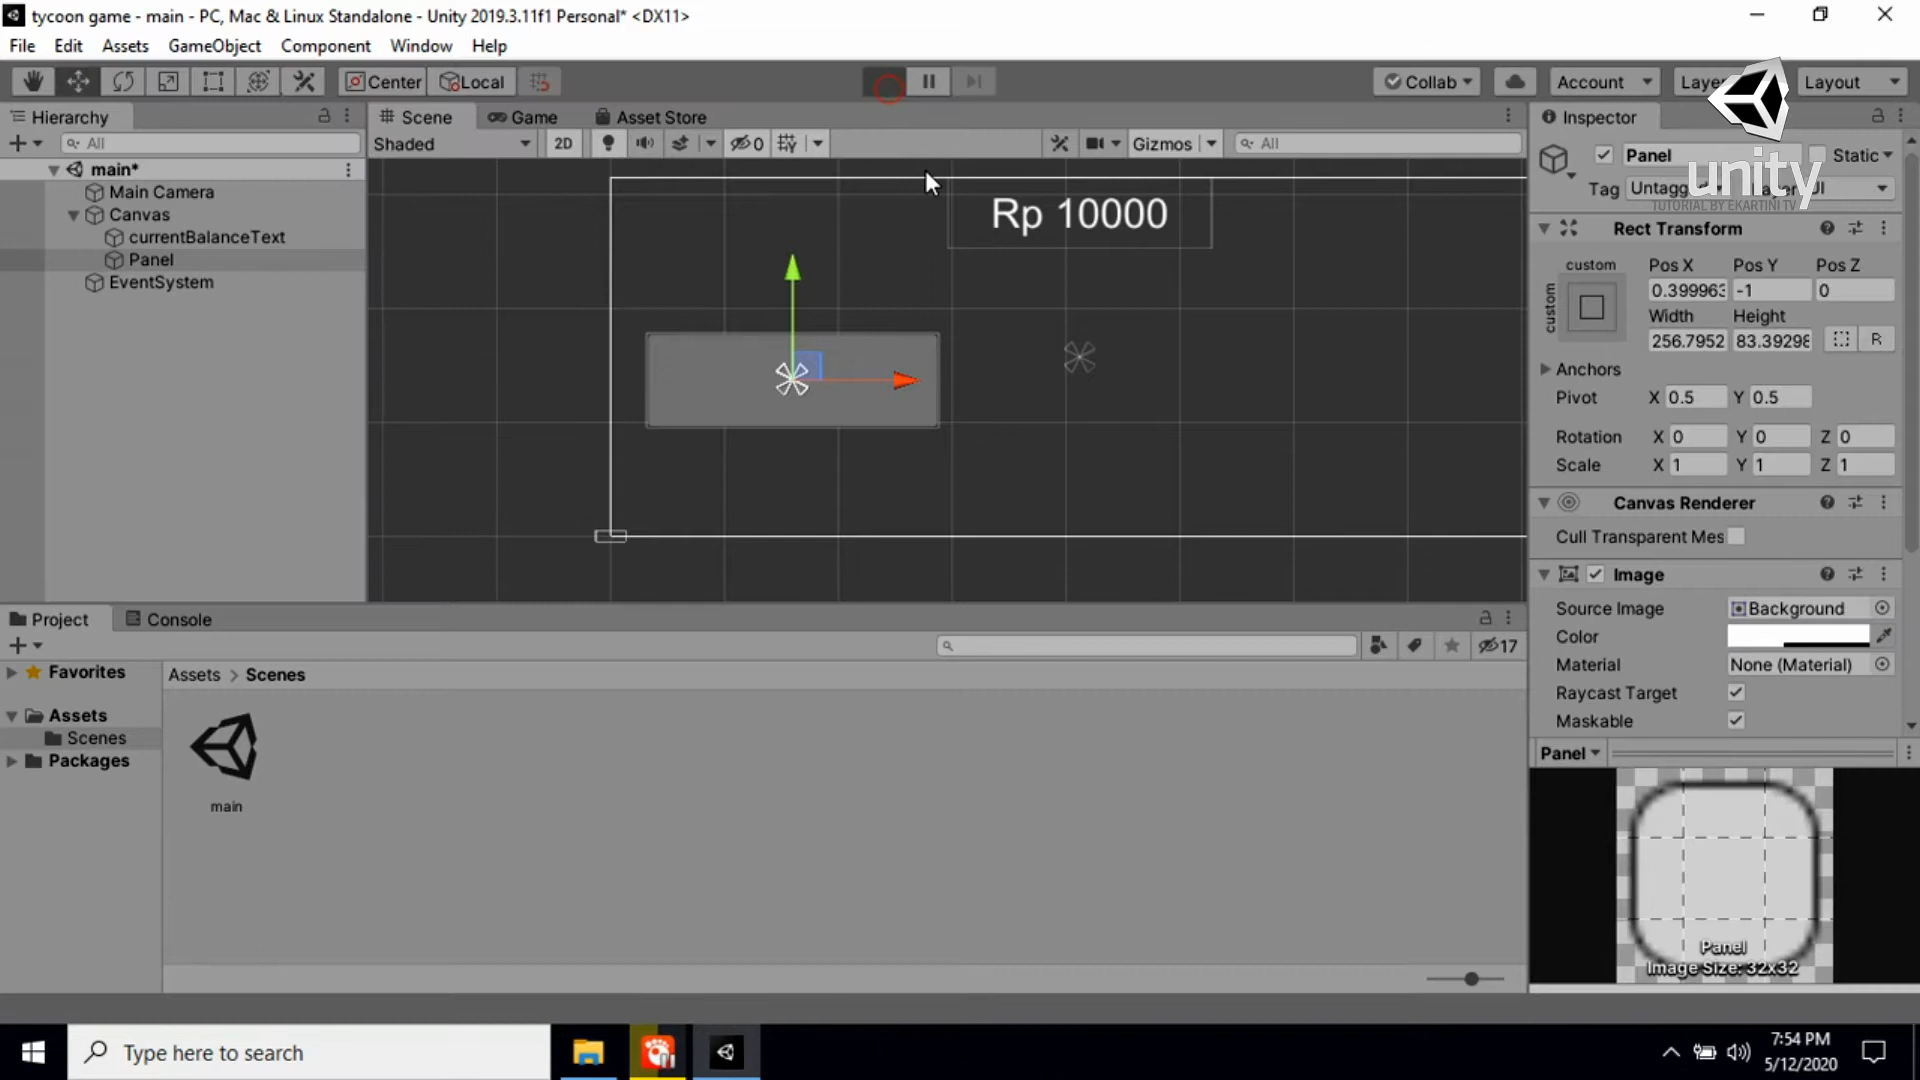 tycoon game - main - PC, Mac & Linux Standalone - Unity 2019.3.11f1 Personal* <DX11>
File Edit Assets GameObject Component Window Help
Center Local Collab Account Layer Layout
Hierarchy
All
main*
Main Camera
Canvas
currentBalanceText
Panel
EventSystem
Scene Game Asset Store
Shaded 2D 0 Gizmos All
Rp 10000
Inspector
Panel Static
Tag Untagged Layer UI
unity
TUTORIAL BY EKARTINI TV
Rect Transform
custom
custom
Pos X Pos Y Pos Z
0.399963 -1 0
Width Height
256.7952 83.39298 R
Anchors
Pivot X 0.5 Y 0.5
Rotation X 0 Y 0 Z 0
Scale X 1 Y 1 Z 1
Canvas Renderer
Cull Transparent Mes
Image
Source Image Background
Color
Material None (Material)
Raycast Target
Maskable
Panel
Panel
Image Size: 32x32
Project Console
17
Favorites
Assets
Scenes
Packages
Assets > Scenes
main
Type here to search
7:54 PM
5/12/2020